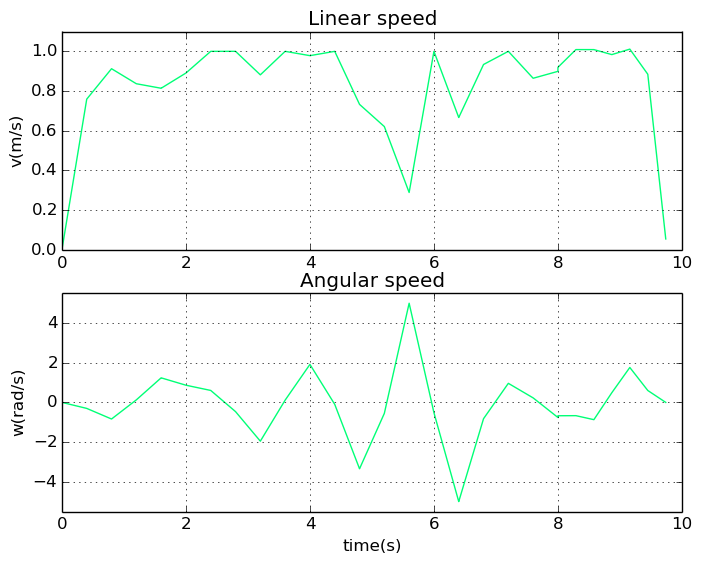 Linear speed
1.0
0.8
0.6
0.4
0.2
0.0
v(m/s)
0 2 4 6 8 10
Angular speed
4
2
0
−2
−4
w(rad/s)
0 2 4 6 8 10
time(s)